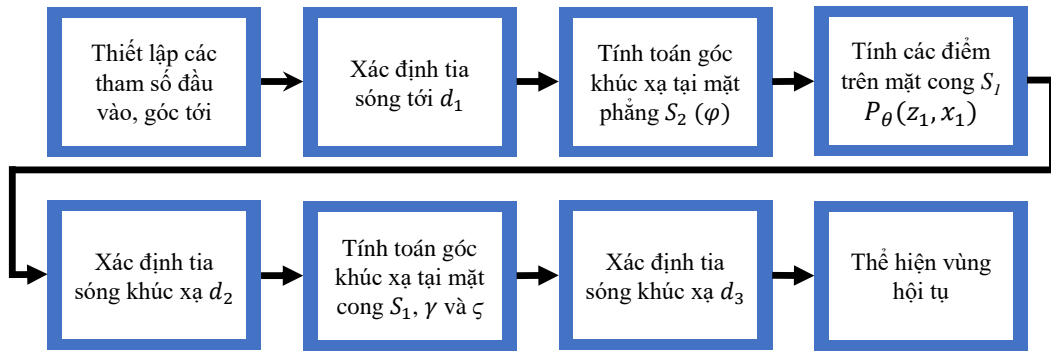 Thiết lập các
tham số đầu
vào, góc tới
Xác định tia
sóng tới 𝑑₁
Tính toán góc
khúc xạ tại mặt
phẳng 𝑆₂ (𝜑)
Tính các điểm
trên mặt cong S₁
𝑃_𝜃(𝑧₁, 𝑥₁)
Xác định tia
sóng khúc xạ 𝑑₂
Tính toán góc
khúc xạ tại mặt
cong 𝑆₁, 𝛾 và 𝜍
Xác định tia
sóng khúc xạ 𝑑₃
Thể hiện vùng
hội tụ